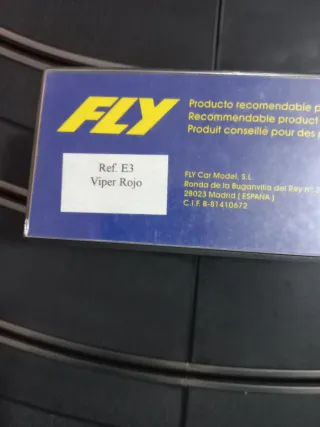 FLY
Producto recomendable p
Recommendable product
Produit conseillé pour des
Ref. E3
Viper Rojo
FLY Car Model, S.L.
Ronda de la Buganvilla del Rey nº
28023 Madrid ( ESPAÑA )
C.I.F. B-81410672